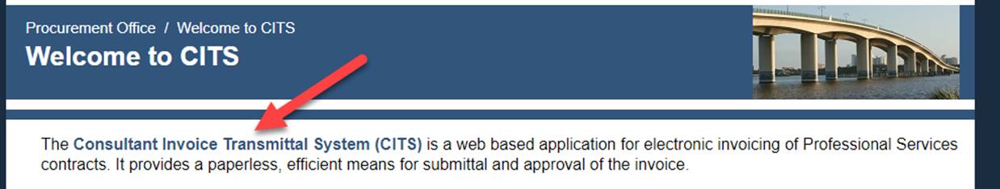 Procurement Office / Welcome to CITS
Welcome to CITS
The Consultant Invoice Transmittal System (CITS) is a web based application for electronic invoicing of Professional Services
contracts. It provides a paperless, efficient means for submittal and approval of the invoice.